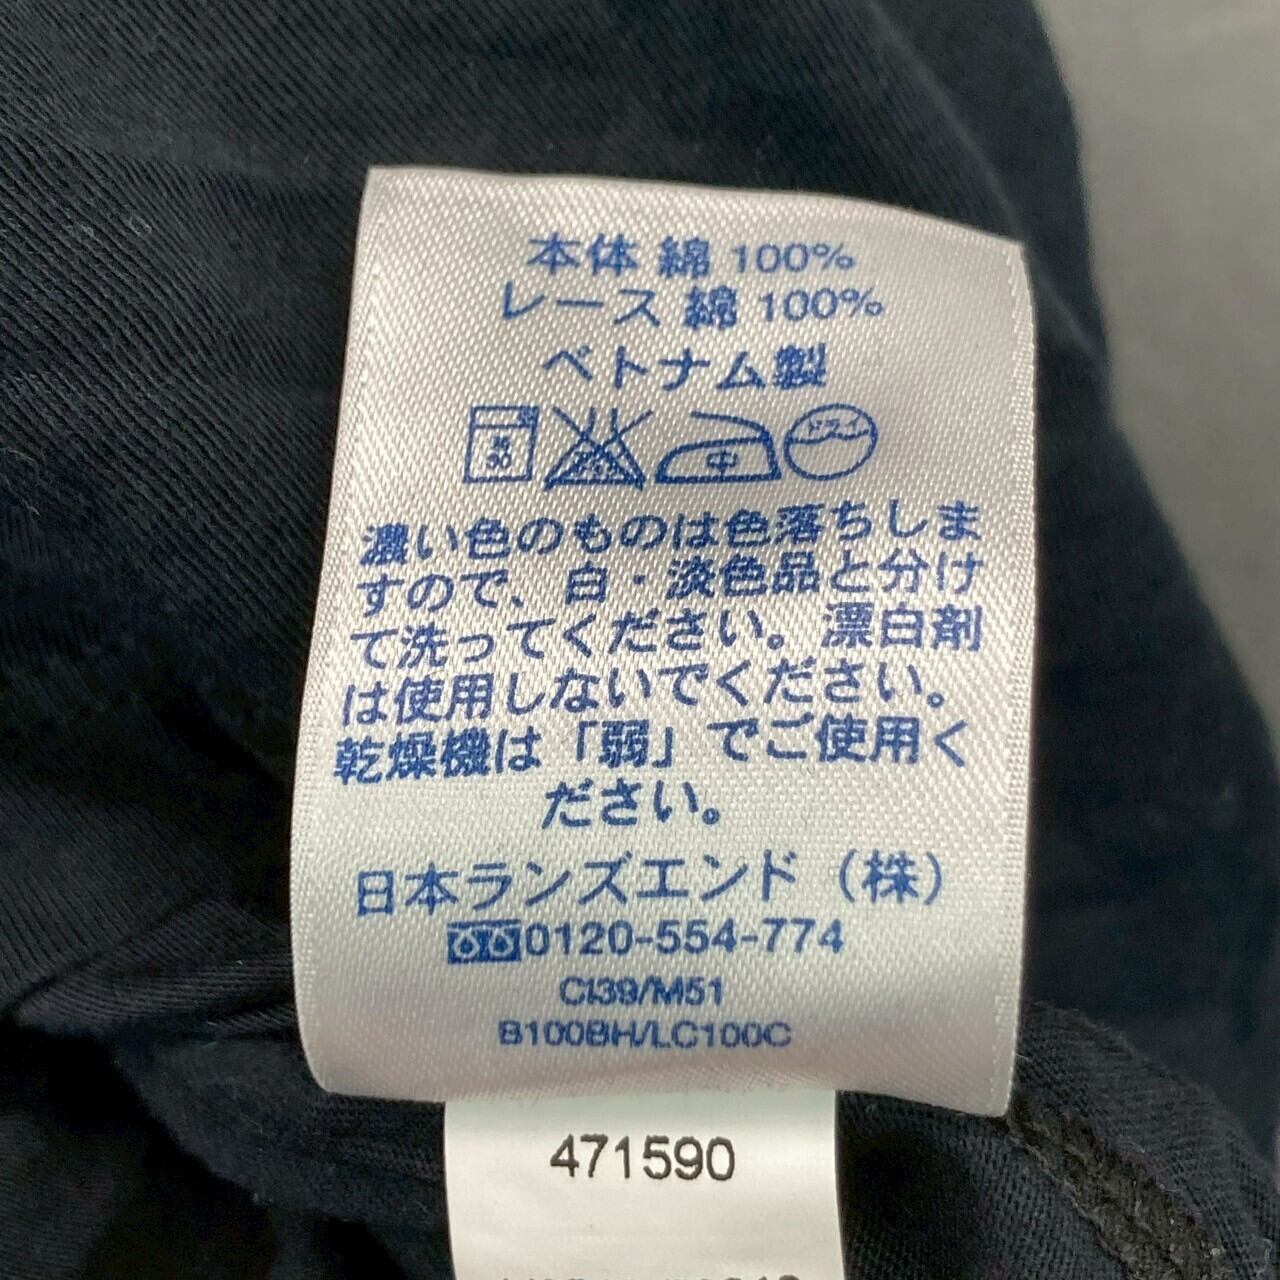 本体 綿 100%
レース 綿 100%
ベトナム製
中 ドライ
濃い色のものは色落ちしま
すので、白・淡色品と分け
て洗ってください。漂白剤
は使用しないでください。
乾燥機は「弱」でご使用く
ださい。
日本ランズエンド（株）
0120-554-774
CI39/M51
B100BH/LC100C
471590